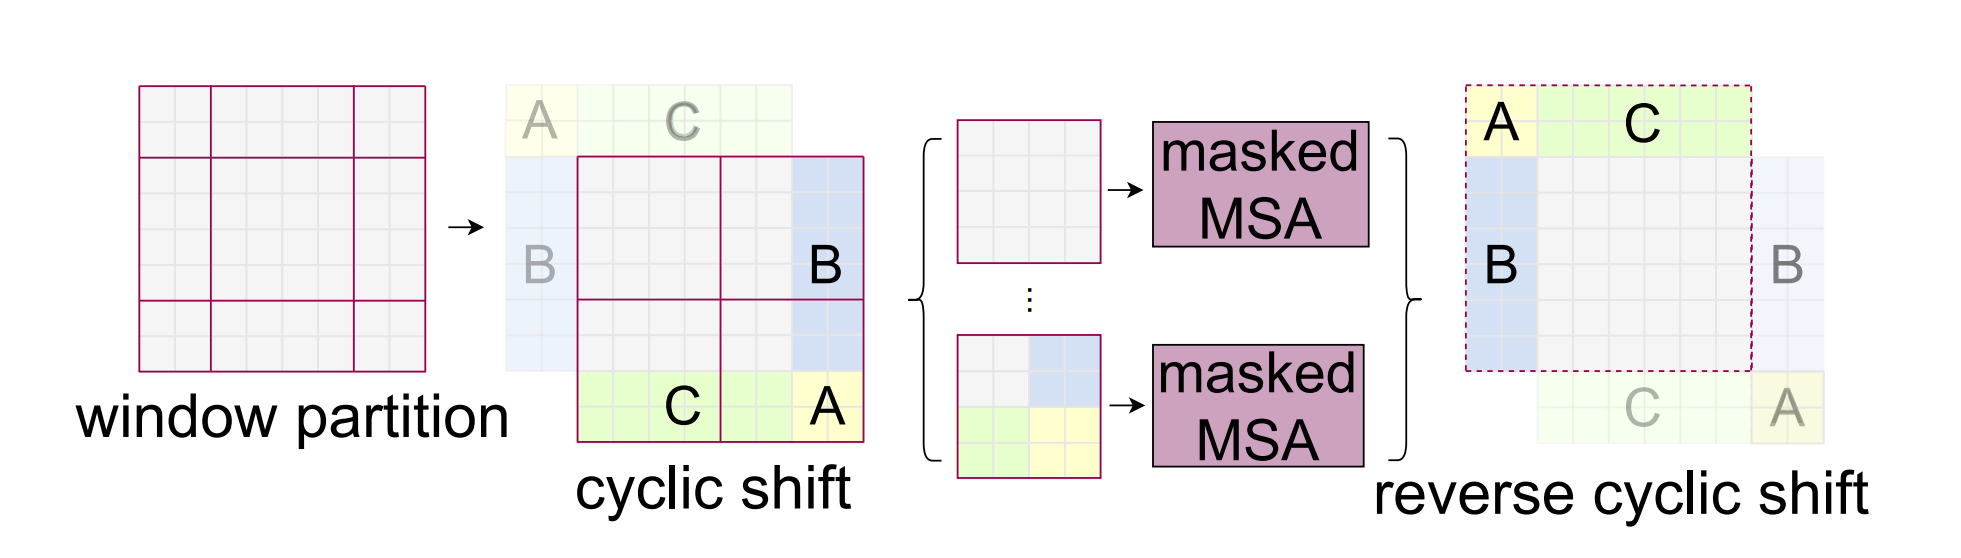 window partition
A
C
B
B
C
A
cyclic shift
masked
MSA
⋮
masked
MSA
A
C
B
B
C
A
reverse cyclic shift